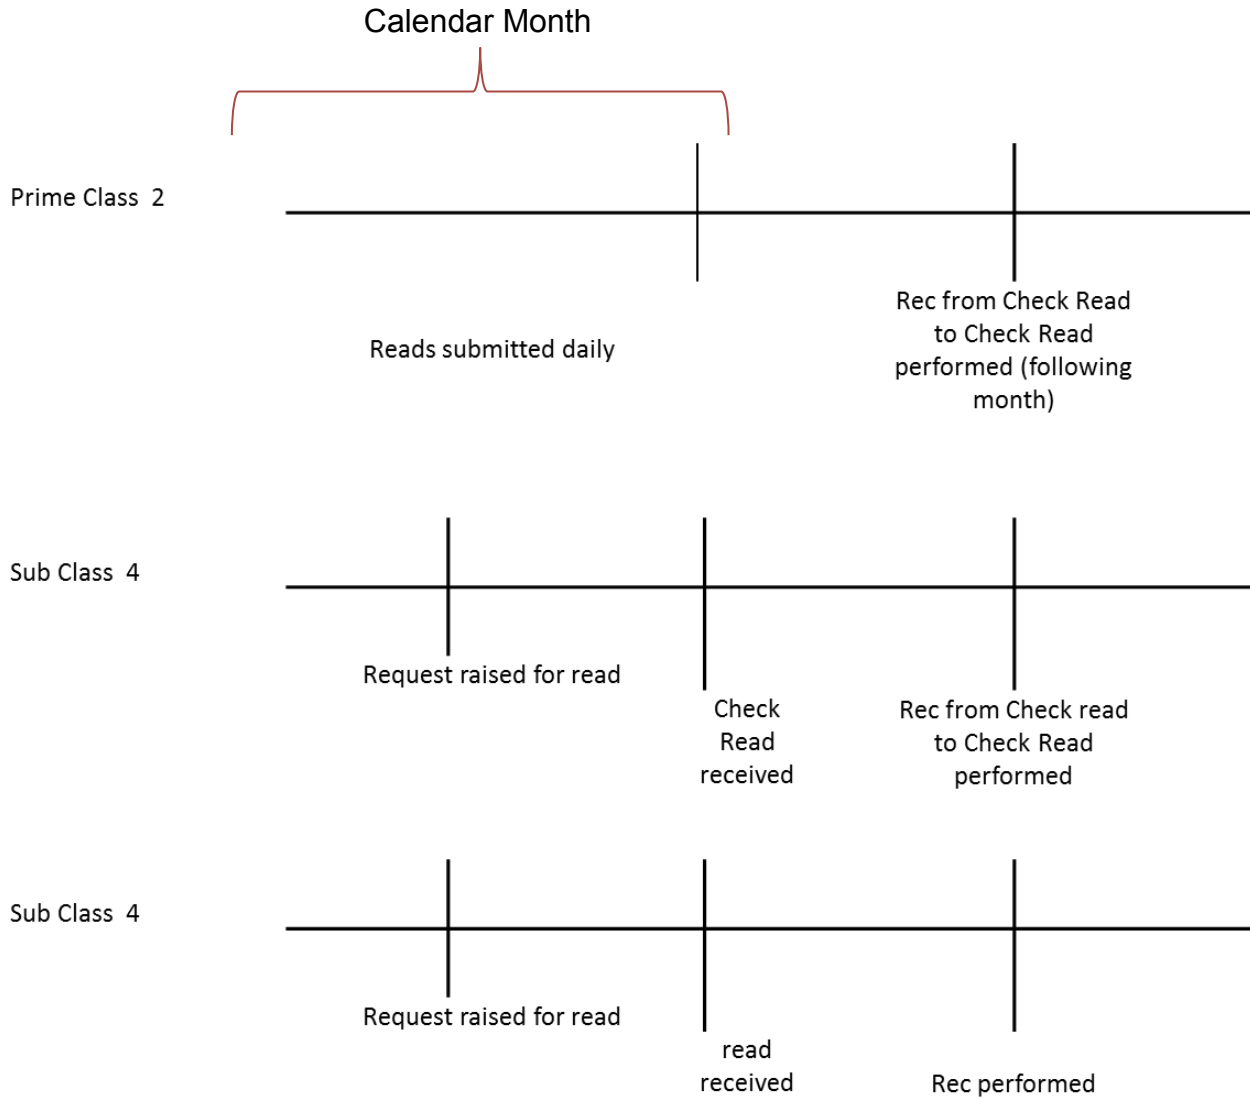 Calendar Month
Prime Class 2
Reads submitted daily
Rec from Check Read
to Check Read
performed (following
month)
Sub Class 4
Request raised for read
Check
Read
received
Rec from Check read
to Check Read
performed
Sub Class 4
Request raised for read
read
received
Rec performed